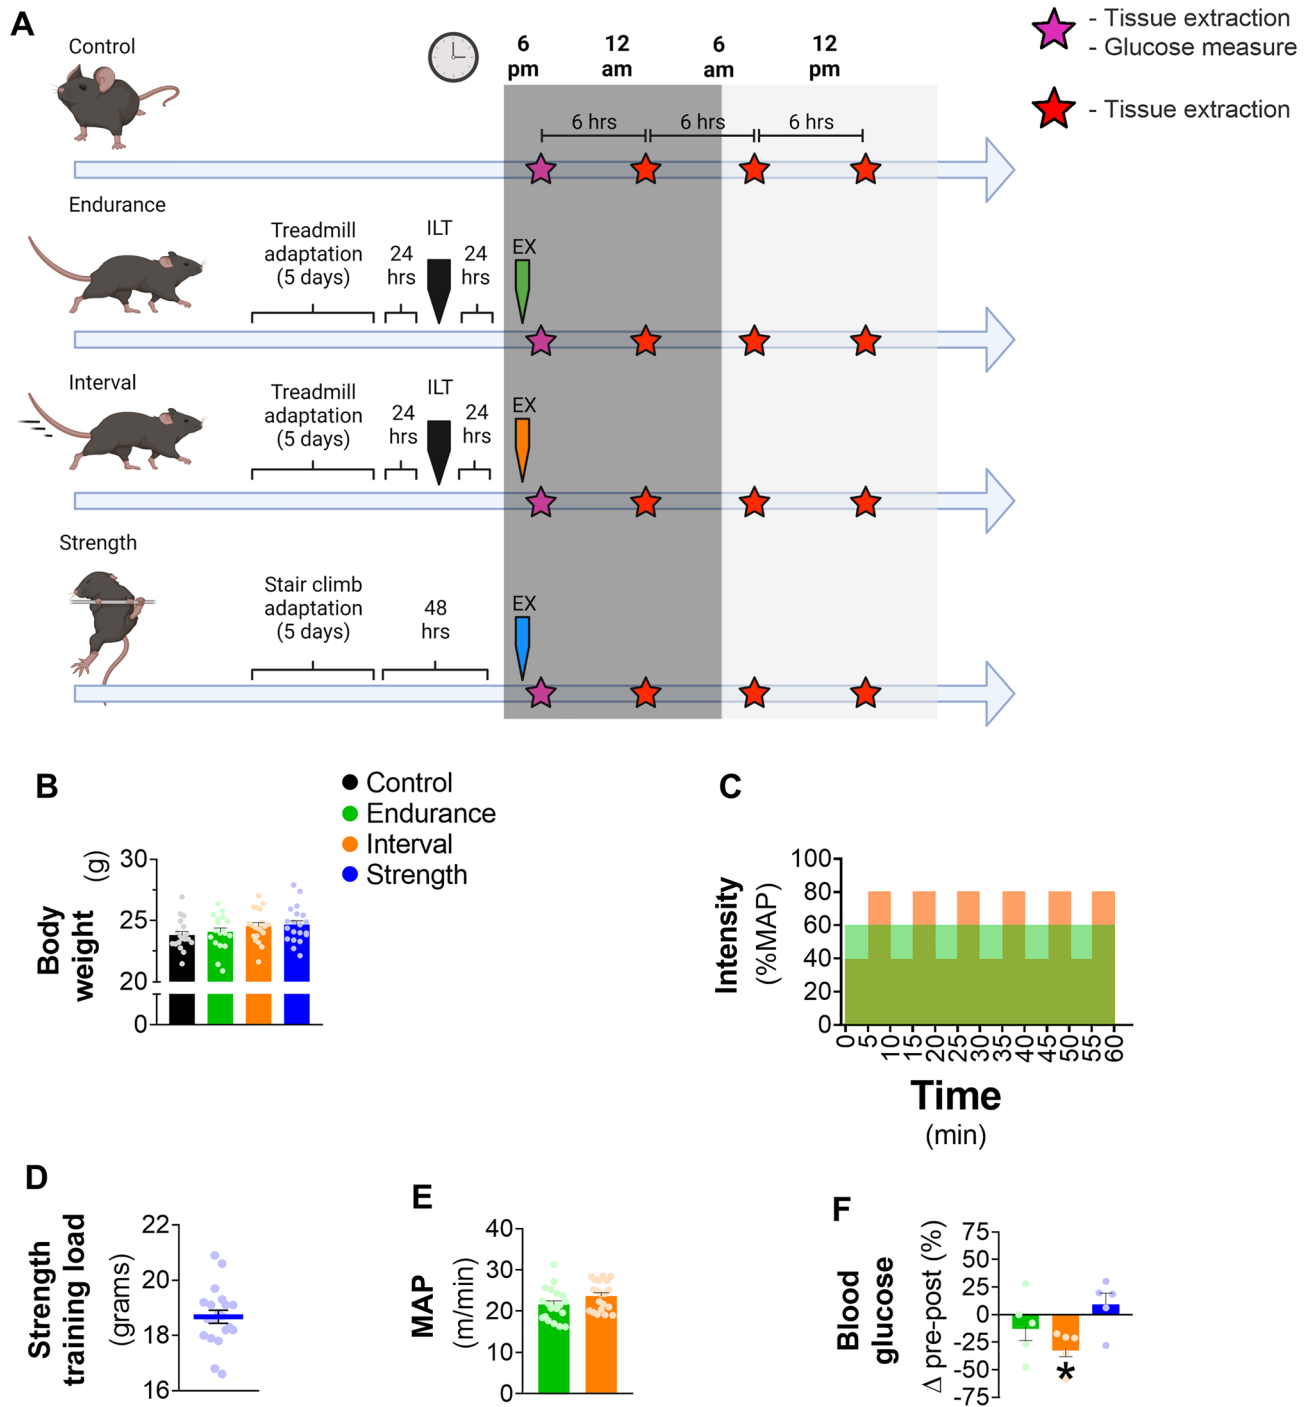 A
Control
6
pm
12
am
6
am
12
pm
- Tissue extraction
- Glucose measure
- Tissue extraction
6 hrs
6 hrs
6 hrs
Endurance
Treadmill
adaptation
(5 days)
24
hrs
ILT
24
hrs
EX
Interval
Treadmill
adaptation
(5 days)
24
hrs
ILT
24
hrs
EX
Strength
Stair climb
adaptation
(5 days)
48
hrs
EX
B
Control
Endurance
Interval
Strength
Body
weight
(g)
30
25
20
0
C
Intensity
(%MAP)
100
80
60
40
20
0
0
5
10
15
20
25
30
35
40
45
50
55
60
Time
(min)
D
Strength
training load
(grams)
22
20
18
16
E
MAP
(m/min)
40
30
20
10
0
F
Blood
glucose
Δ pre-post (%)
75
50
25
0
-25
-50
-75
*